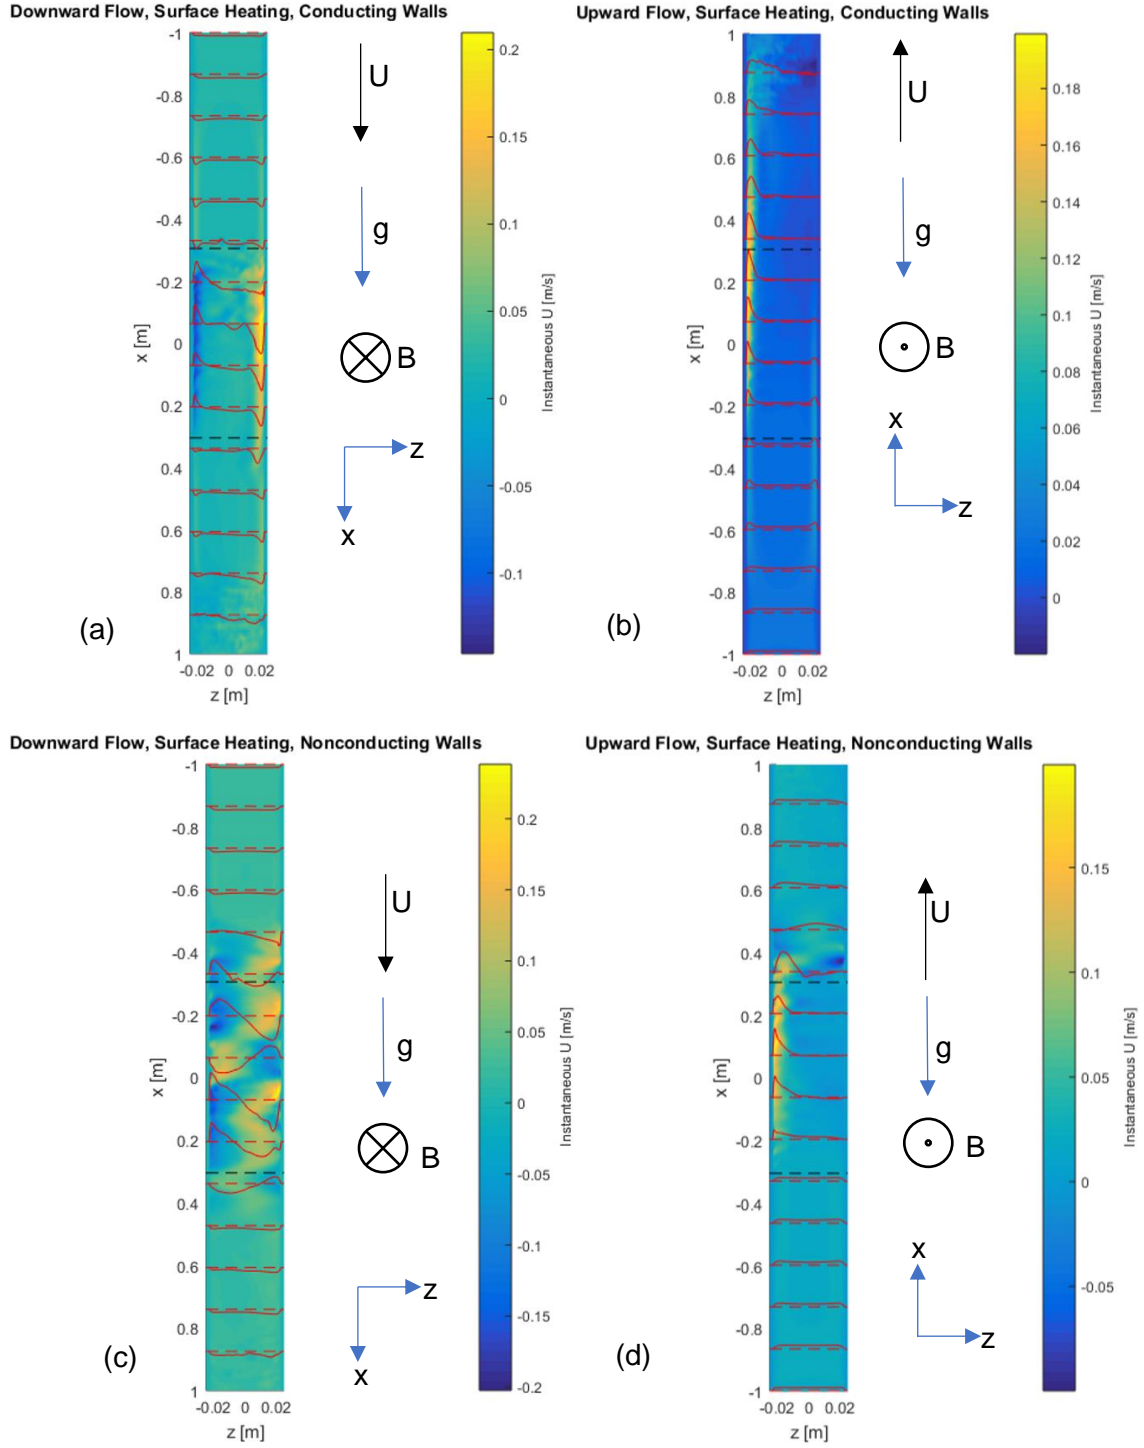 Downward Flow, Surface Heating, Conducting Walls
-1
-0.8
-0.6
-0.4
-0.2
0
0.2
0.4
0.6
0.8
1
x [m]
-0.02 0 0.02
z [m]
U
g
B
z
x
(a)
0.2
0.15
0.1
0.05
0
-0.05
-0.1
Instantaneous U [m/s]
Upward Flow, Surface Heating, Conducting Walls
1
0.8
0.6
0.4
0.2
0
-0.2
-0.4
-0.6
-0.8
-1
x [m]
-0.02 0 0.02
z [m]
U
g
B
x
z
(b)
0.18
0.16
0.14
0.12
0.1
0.08
0.06
0.04
0.02
0
Instantaneous U [m/s]
Downward Flow, Surface Heating, Nonconducting Walls
-1
-0.8
-0.6
-0.4
-0.2
0
0.2
0.4
0.6
0.8
1
x [m]
-0.02 0 0.02
z [m]
U
g
B
z
x
(c)
0.2
0.15
0.1
0.05
0
-0.05
-0.1
-0.15
-0.2
Instantaneous U [m/s]
Upward Flow, Surface Heating, Nonconducting Walls
1
0.8
0.6
0.4
0.2
0
-0.2
-0.4
-0.6
-0.8
-1
x [m]
-0.02 0 0.02
z [m]
U
g
B
x
z
(d)
0.15
0.1
0.05
0
-0.05
Instantaneous U [m/s]